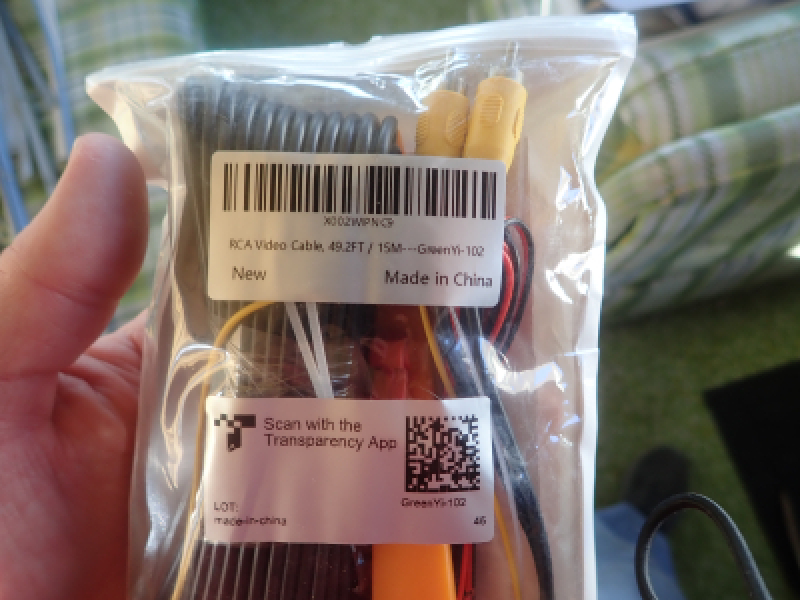 X002WIPNC9
RCA Video Cable, 49.2FT / 15M---GreenYi-102
New
Made in China
Scan with the
Transparency App
GreenYi-102
LOT:
made-in-china
46